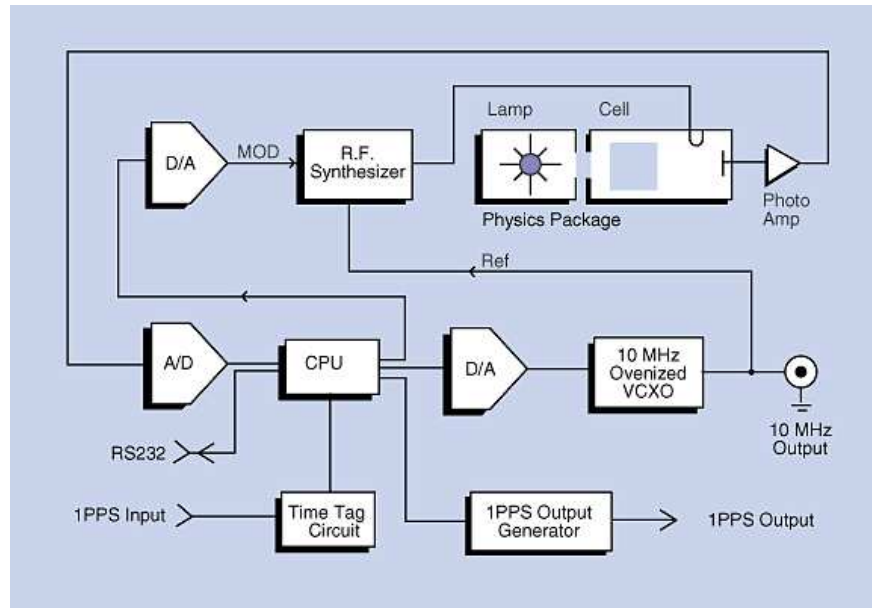 Lamp
Cell
D/A
MOD
R.F.
Synthesizer
Physics Package
Photo
Amp
Ref
A/D
CPU
D/A
10 MHz
Ovenized
VCXO
10 MHz
Output
RS232
1PPS Input
Time Tag
Circuit
1PPS Output
Generator
1PPS Output